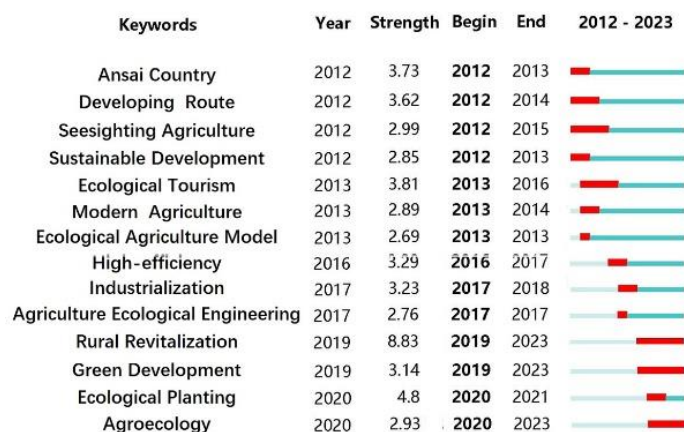 Keywords Year Strength Begin End 2012 - 2023
Ansai Country 2012 3.73 2012 2013
Developing Route 2012 3.62 2012 2014
Seesighting Agriculture 2012 2.99 2012 2015
Sustainable Development 2012 2.85 2012 2013
Ecological Tourism 2013 3.81 2013 2016
Modern Agriculture 2013 2.89 2013 2014
Ecological Agriculture Model 2013 2.69 2013 2013
High-efficiency 2016 3.29 2016 2017
Industrialization 2017 3.23 2017 2018
Agriculture Ecological Engineering 2017 2.76 2017 2017
Rural Revitalization 2019 8.83 2019 2023
Green Development 2019 3.14 2019 2023
Ecological Planting 2020 4.8 2020 2021
Agroecology 2020 2.93 2020 2023